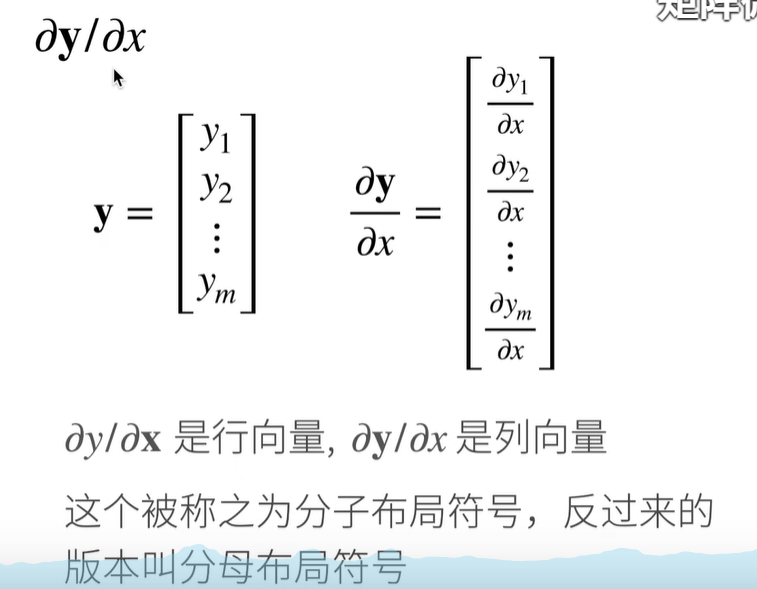 ∂y/∂x
y = [ y₁ y₂ ⋮ yₘ ]  ∂y/∂x = [ ∂y₁/∂x ∂y₂/∂x ⋮ ∂yₘ/∂x ]
∂y/∂x 是行向量, ∂y/∂x 是列向量
这个被称之为分子布局符号，反过来的
版本叫分母布局符号